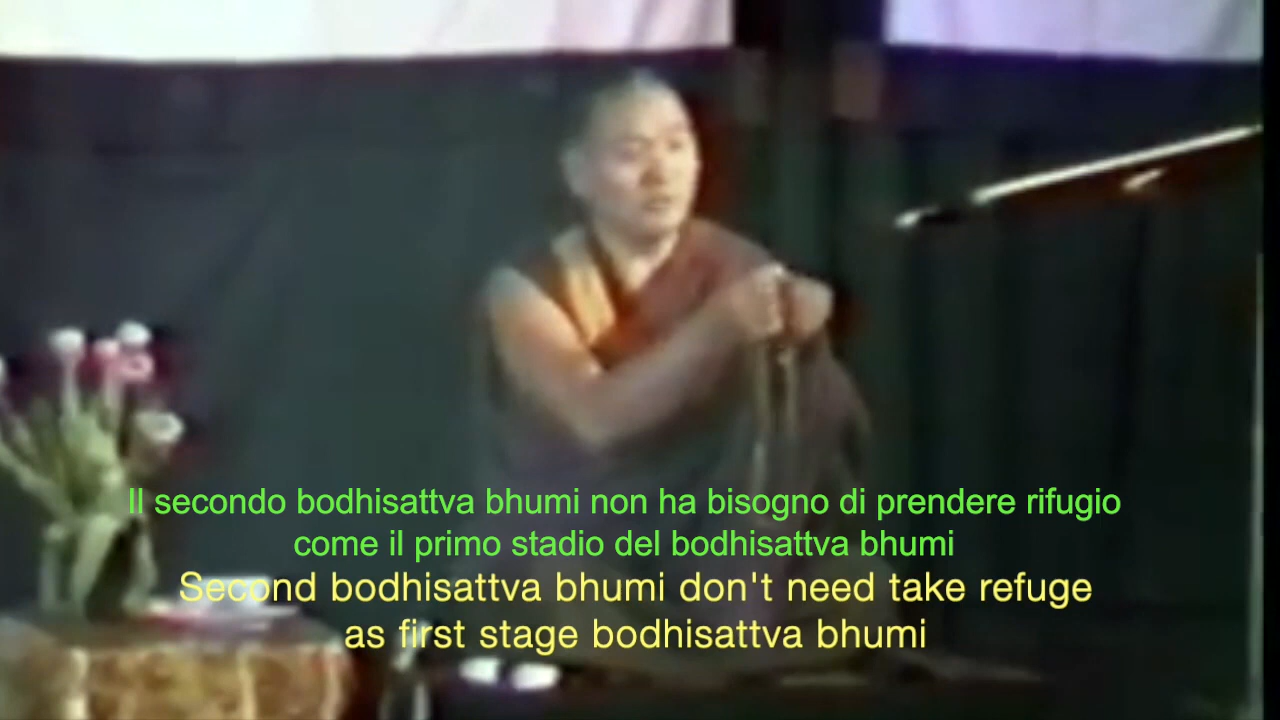 Il secondo bodhisattva bhumi non ha bisogno di prendere rifugio
come il primo stadio del bodhisattva bhumi
Second bodhisattva bhumi don't need take refuge
as first stage bodhisattva bhumi